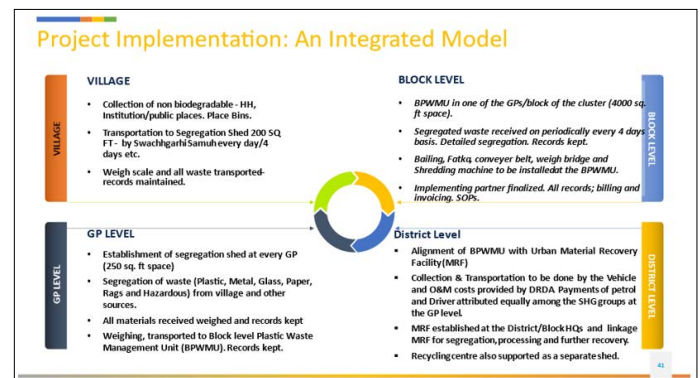 Project Implementation: An Integrated Model
VILLAGE
VILLAGE
• Collection of non biodegradable - HH,
Institution/public places. Place Bins.
• Transportation to Segregation Shed 200 SQ
FT - by SwachhgarhiSamuh every day/4
days etc.
• Weigh scale and all waste transported-
records maintained.
BLOCK LEVEL
• BPWMU in one of the GPs/block of the cluster (4000 sq.
ft space).
• Segregated waste received on periodically every 4 days
basis. Detailed segregation. Records kept.
• Bailing, Fatka, conveyer belt, weigh bridge and
Shredding machine to be installedat the BPWMU.
• Implementing partner finalized. All records; billing and
invoicing. SOPs.
BLOCK LEVEL
GP LEVEL
GP LEVEL
• Establishment of segregation shed at every GP
(250 sq. ft space)
• Segregation of waste (Plastic, Metal, Glass, Paper,
Rags and Hazardous) from village and other
sources.
• All materials received weighed and records kept
• Weighing, transported to Block level Plastic Waste
Management Unit (BPWMU). Records kept.
District Level
▪ Alignment of BPWMU with Urban Material Recovery
Facility(MRF)
▪ Collection & Transportation to be done by the Vehicle
and O&M costs provided by DRDA Payments of petrol
and Driver attributed equally among the SHG groups at
the GP level.
▪ MRF established at the District/Block HQs and linkage
MRF for segregation, processing and further recovery.
▪ Recycling centre also supported as a separate shed.
DISTRICT LEVEL
41